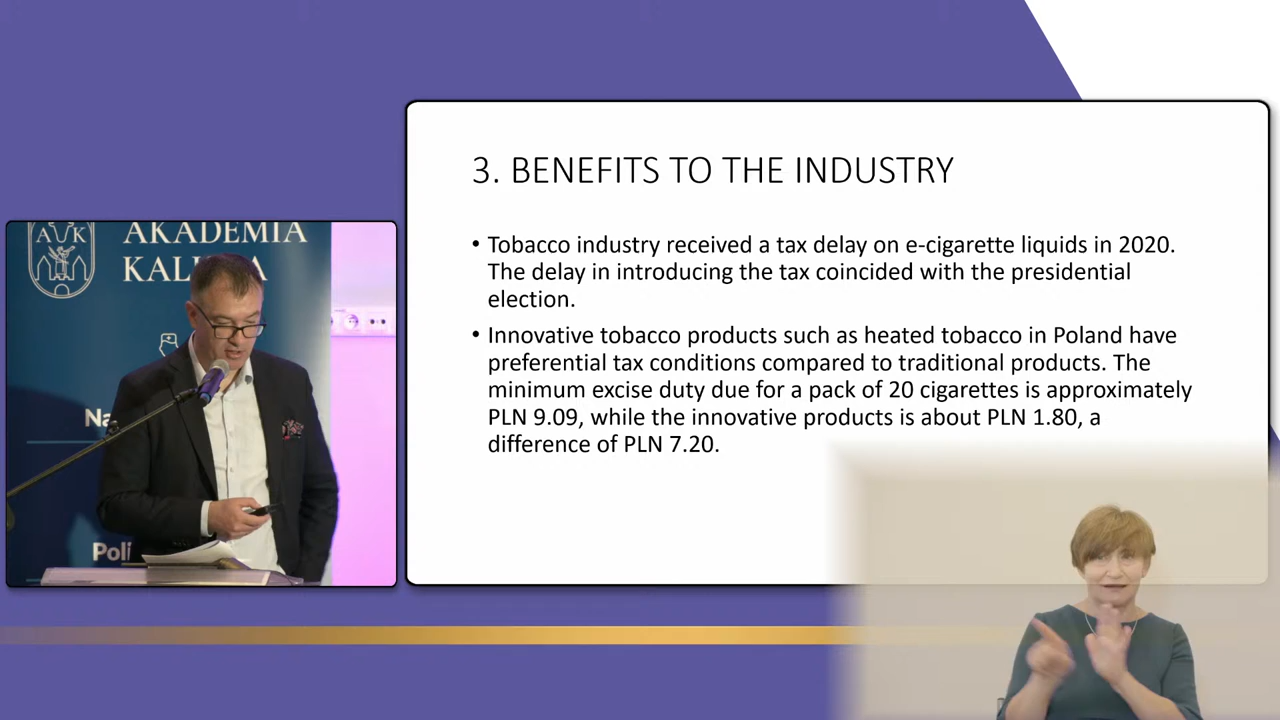 3. BENEFITS TO THE INDUSTRY
• Tobacco industry received a tax delay on e-cigarette liquids in 2020.
The delay in introducing the tax coincided with the presidential
election.
• Innovative tobacco products such as heated tobacco in Poland have
preferential tax conditions compared to traditional products. The
minimum excise duty due for a pack of 20 cigarettes is approximately
PLN 9.09, while the innovative products is about PLN 1.80, a
difference of PLN 7.20.
AK
AKADEMIA